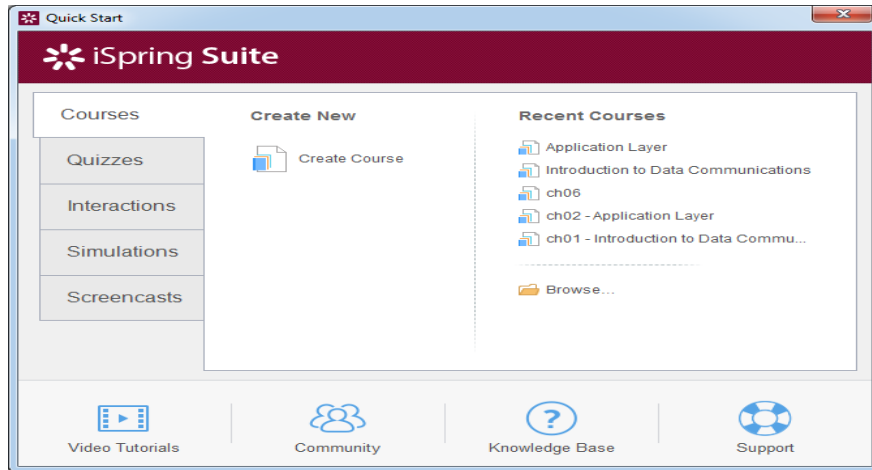 Quick Start
iSpring Suite
Courses
Quizzes
Interactions
Simulations
Screencasts
Create New
Create Course
Recent Courses
Application Layer
Introduction to Data Communications
ch06
ch02 - Application Layer
ch01 - Introduction to Data Commu...
Browse...
Video Tutorials
Community
Knowledge Base
Support